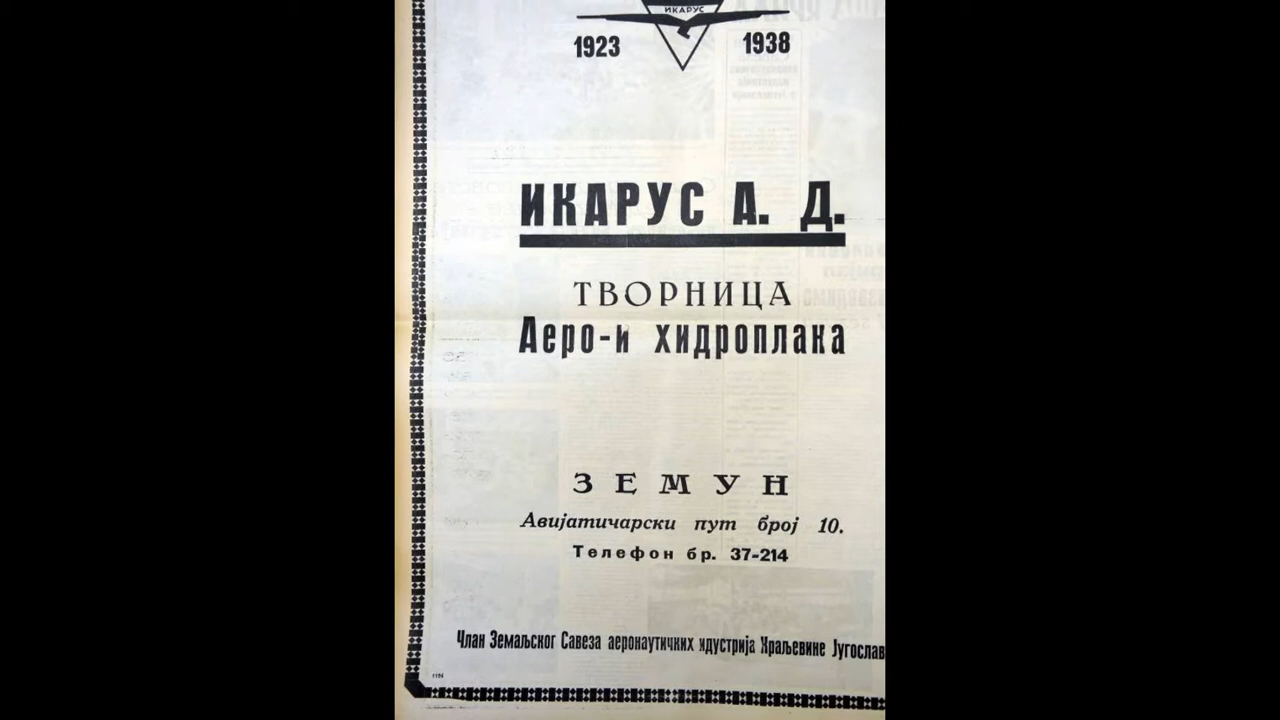 ИКАРУС
1923 1938
ИКАРУС А. Д.
ТВОРНИЦА
Аеро-и хидроплана
ЗЕМУН
Авијатичарски пут број 10.
Телефон бр. 37-214
Члан Земаљског Савеза аеронаутичких идустрија Краљевине Југослав